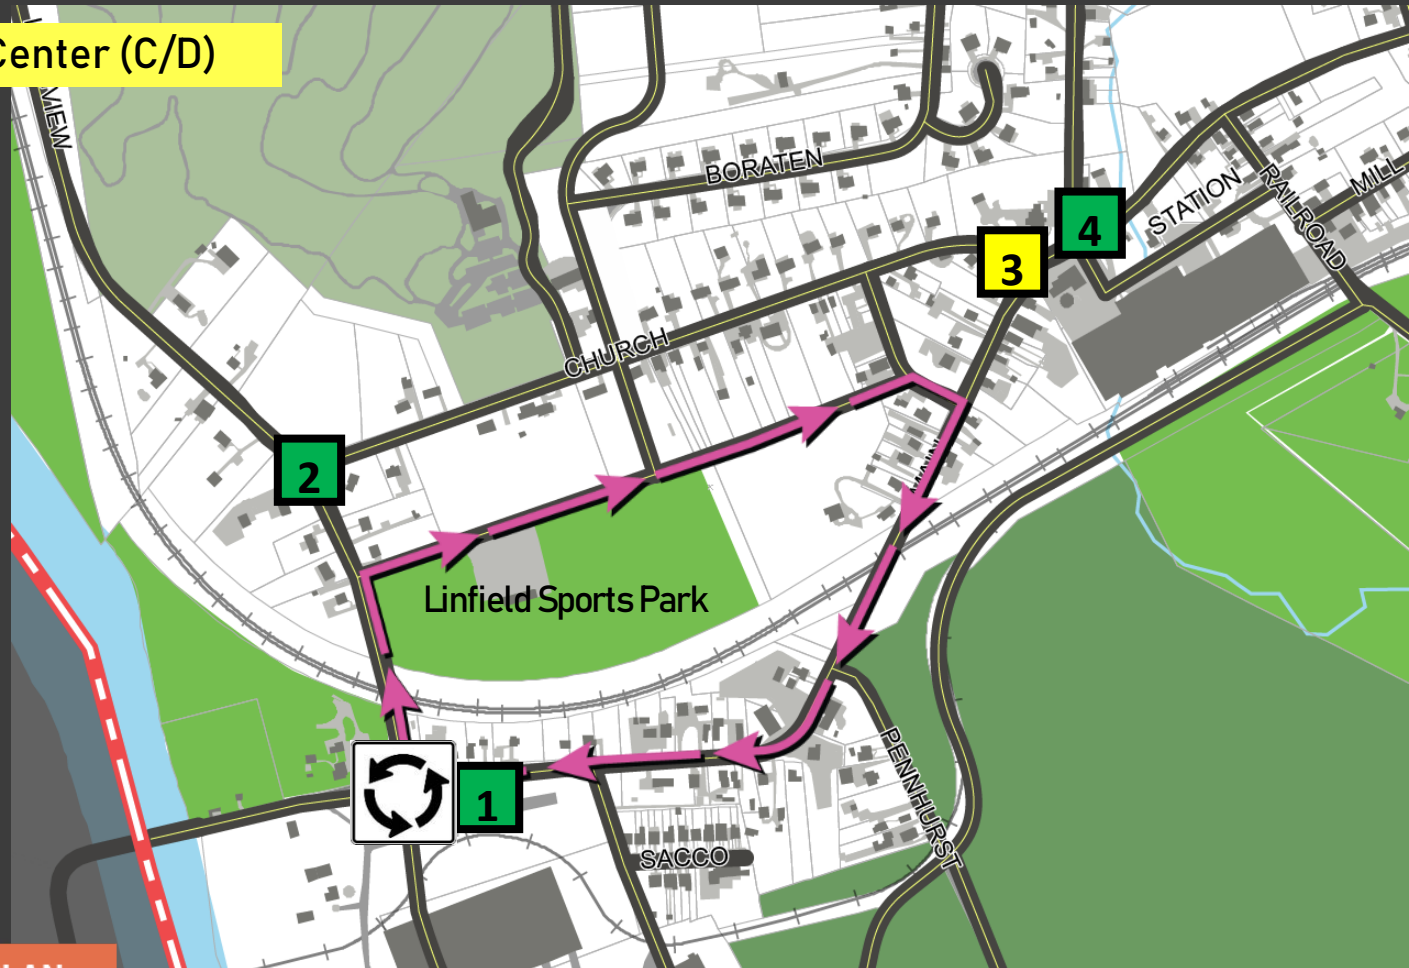 Center (C/D)
VIEW
BORATEN
STATION
RAILROAD
MILL
4
3
CHURCH
2
MAIN
Linfield Sports Park
PENNHURST
1
SACCO